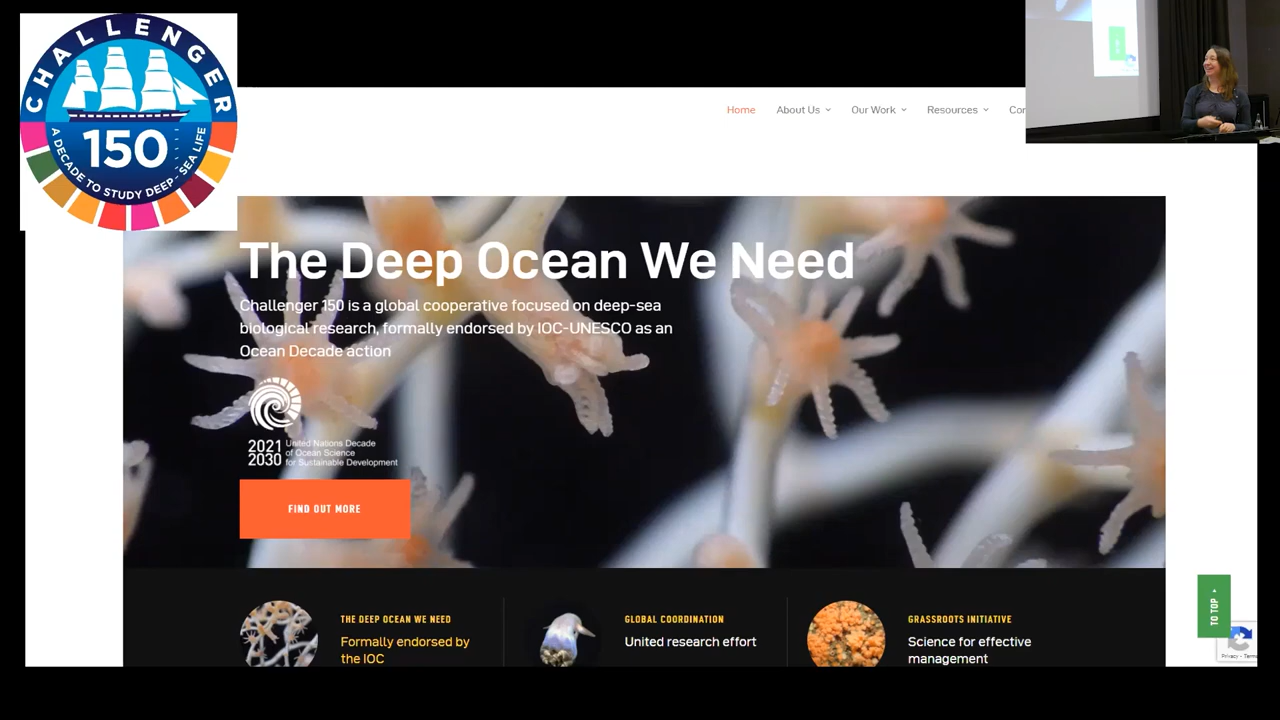 CHALLENGER
150
A DECADE TO STUDY DEEP-SEA LIFE
Home About Us Our Work Resources
The Deep Ocean We Need
Challenger 150 is a global cooperative focused on deep-sea
biological research, formally endorsed by IOC-UNESCO as an
Ocean Decade action
2021
2030
United Nations Decade
of Ocean Science
for Sustainable Development
FIND OUT MORE
THE DEEP OCEAN WE NEED
Formally endorsed by
the IOC
GLOBAL COORDINATION
United research effort
GRASSROOTS INITIATIVE
Science for effective
management
TO TOP
Privacy - Terms